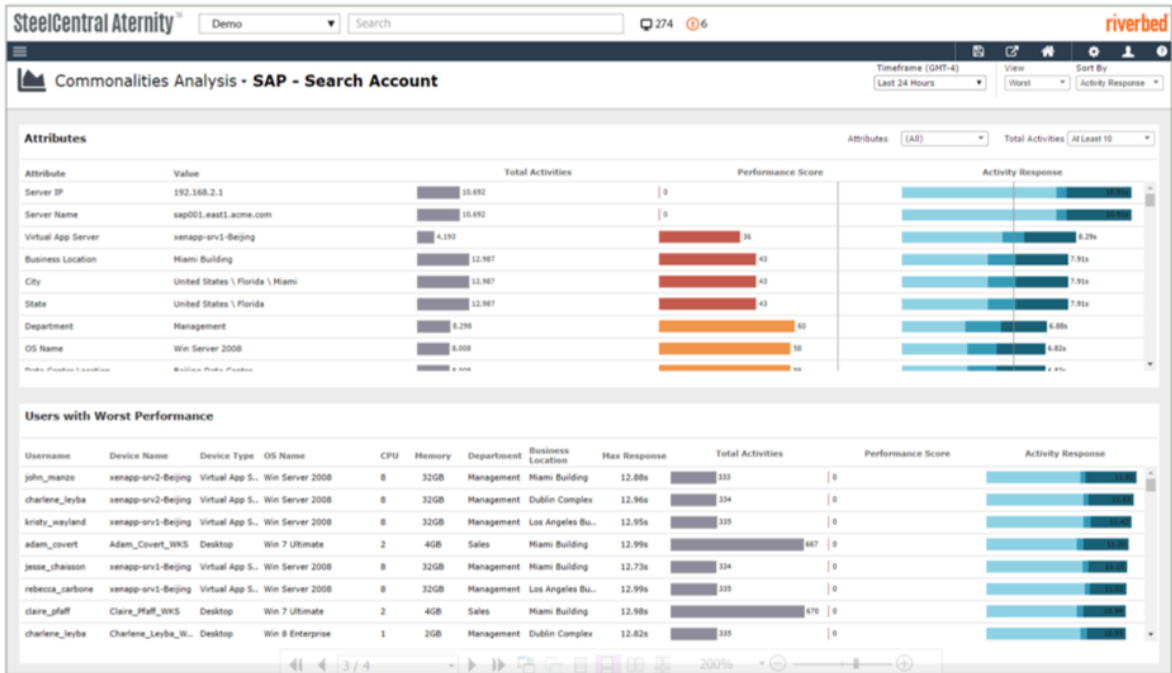 SteelCentral Aternity™ Demo Search 274 6 riverbed
Commonalities Analysis - SAP - Search Account
Timeframe (GMT-4) View Sort By
Last 24 Hours Worst Activity Response
Attributes Attributes (All) Total Activities At Least 10
Attribute Value Total Activities Performance Score Activity Response
Server IP 192.168.2.1 10,692 0
Server Name sap001.east1.acme.com 10,692 0
Virtual App Server xenapp-srv1-Beijing 4,193 36 8.29s
Business Location Miami Building 12,987 43 7.91s
City United States \ Florida \ Miami 12,987 43 7.91s
State United States \ Florida 12,987 43 7.91s
Department Management 8,298 60 6.88s
OS Name Win Server 2008 8,008 58 6.82s
Data Center Location Beijing Data Center 8,008 58 6.82s
Users with Worst Performance
Username Device Name Device Type OS Name CPU Memory Department Business Location Max Response Total Activities Performance Score Activity Response
john_manzo xenapp-srv2-Beijing Virtual App S.. Win Server 2008 8 32GB Management Miami Building 12.88s 333 0
charlene_leyba xenapp-srv2-Beijing Virtual App S.. Win Server 2008 8 32GB Management Dublin Complex 12.96s 334 0
kristy_wayland xenapp-srv1-Beijing Virtual App S.. Win Server 2008 8 32GB Management Los Angeles Bu.. 12.95s 335 0
adam_covert Adam_Covert_WKS Desktop Win 7 Ultimate 2 4GB Sales Miami Building 12.99s 667 0
jesse_chaisson xenapp-srv1-Beijing Virtual App S.. Win Server 2008 8 32GB Management Miami Building 12.73s 334 0
rebecca_carbone xenapp-srv1-Beijing Virtual App S.. Win Server 2008 8 32GB Management Los Angeles Bu.. 12.99s 335 0
claire_pfaff Claire_Pfaff_WKS Desktop Win 7 Ultimate 2 4GB Sales Miami Building 12.98s 670 0
charlene_leyba Charlene_Leyba_W.. Desktop Win 8 Enterprise 1 2GB Management Dublin Complex 12.82s 335 0
3 / 4 200%